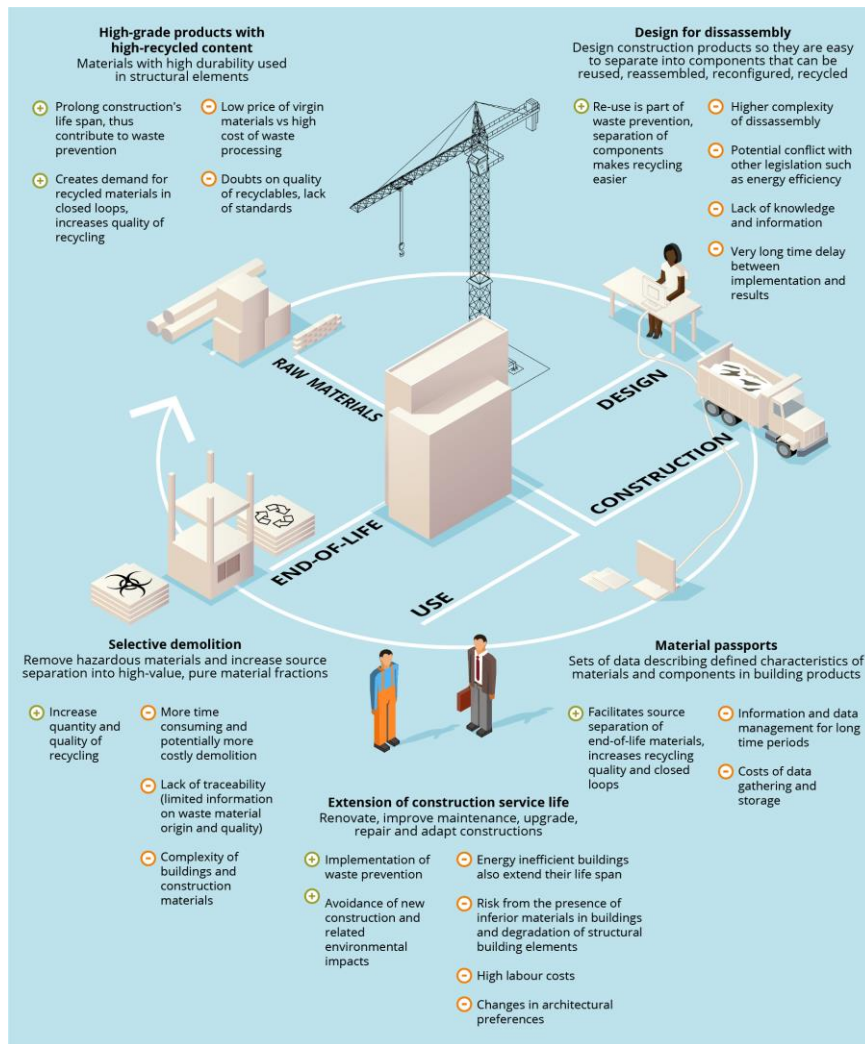 High-grade products with
high-recycled content
Materials with high durability used
in structural elements
Prolong construction's
life span, thus
contribute to waste
prevention
Creates demand for
recycled materials in
closed loops,
increases quality of
recycling
Low price of virgin
materials vs high
cost of waste
processing
Doubts on quality
of recyclables, lack
of standards
Design for disassembly
Design construction products so they are easy
to separate into components that can be
reused, reassembled, reconfigured, recycled
Re-use is part of
waste prevention,
separation of
components
makes recycling
easier
Higher complexity
of disassembly
Potential conflict with
other legislation such
as energy efficiency
Lack of knowledge
and information
Very long time delay
between
implementation and
results
RAW MATERIALS
DESIGN
CONSTRUCTION
END-OF-LIFE
USE
Selective demolition
Remove hazardous materials and increase source
separation into high-value, pure material fractions
Increase
quantity and
quality of
recycling
More time
consuming and
potentially more
costly demolition
Lack of traceability
(limited information
on waste material
origin and quality)
Complexity of
buildings and
construction
materials
Material passports
Sets of data describing defined characteristics of
materials and components in building products
Facilitates source
separation of
end-of-life materials,
increases recycling
quality and closed
loops
Information and data
management for long
time periods
Costs of data
gathering and
storage
Extension of construction service life
Renovate, improve maintenance, upgrade,
repair and adapt constructions
Implementation of
waste prevention
Avoidance of new
construction and
related
environmental
impacts
Energy inefficient buildings
also extend their life span
Risk from the presence of
inferior materials in buildings
and degradation of structural
building elements
High labour costs
Changes in architectural
preferences